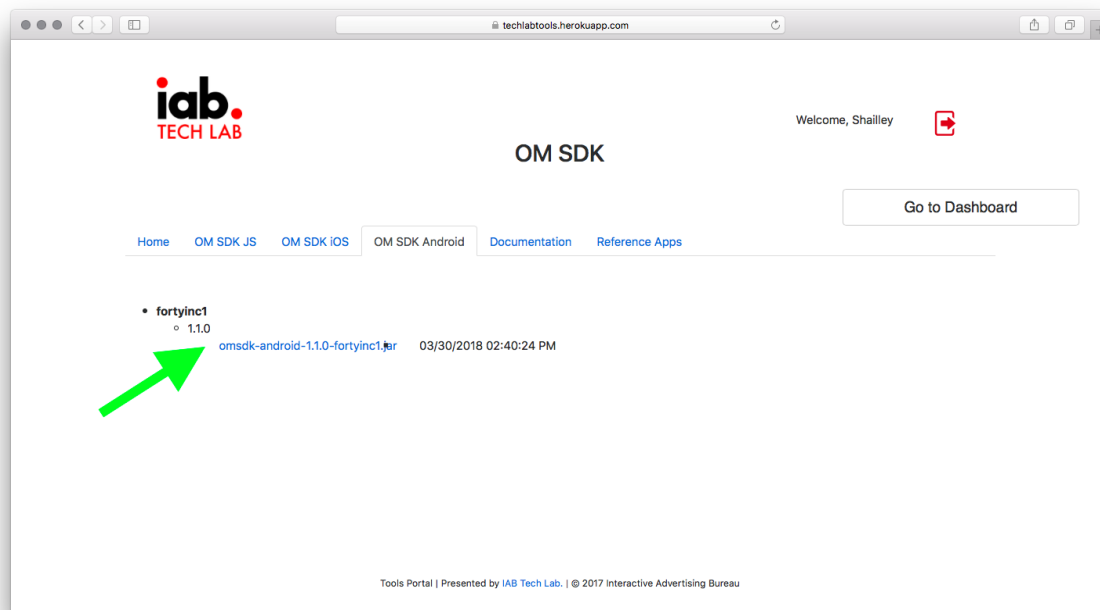 techlabtools.herokuapp.com
iab.
TECH LAB
Welcome, Shailley
OM SDK
Go to Dashboard
Home OM SDK JS OM SDK iOS OM SDK Android Documentation Reference Apps
fortyinc1
1.1.0
omsdk-android-1.1.0-fortyinc1.jar 03/30/2018 02:40:24 PM
Tools Portal | Presented by IAB Tech Lab. | © 2017 Interactive Advertising Bureau